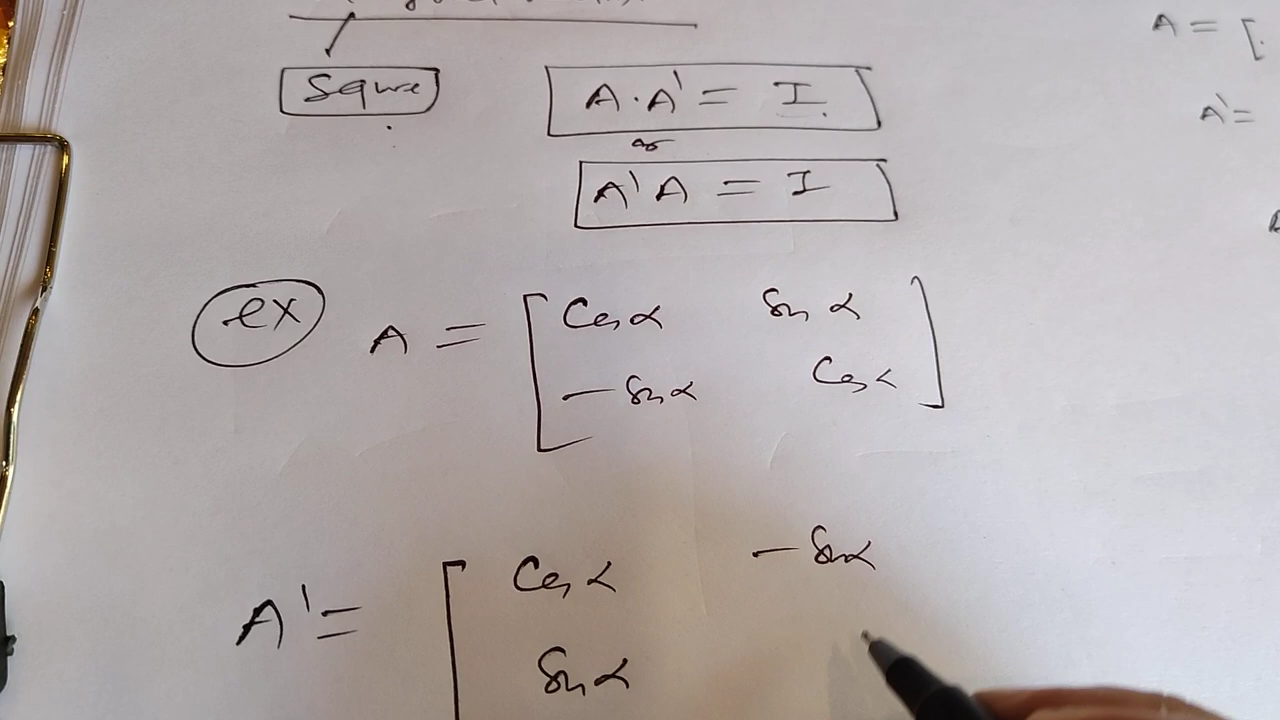 Squre
A·A' = I.
or
A'A = I
A = [
A' =
ex A = [ Cos α Sin α
- Sin α Cos α ]
A' = [ Cos α - Sin α
Sin α